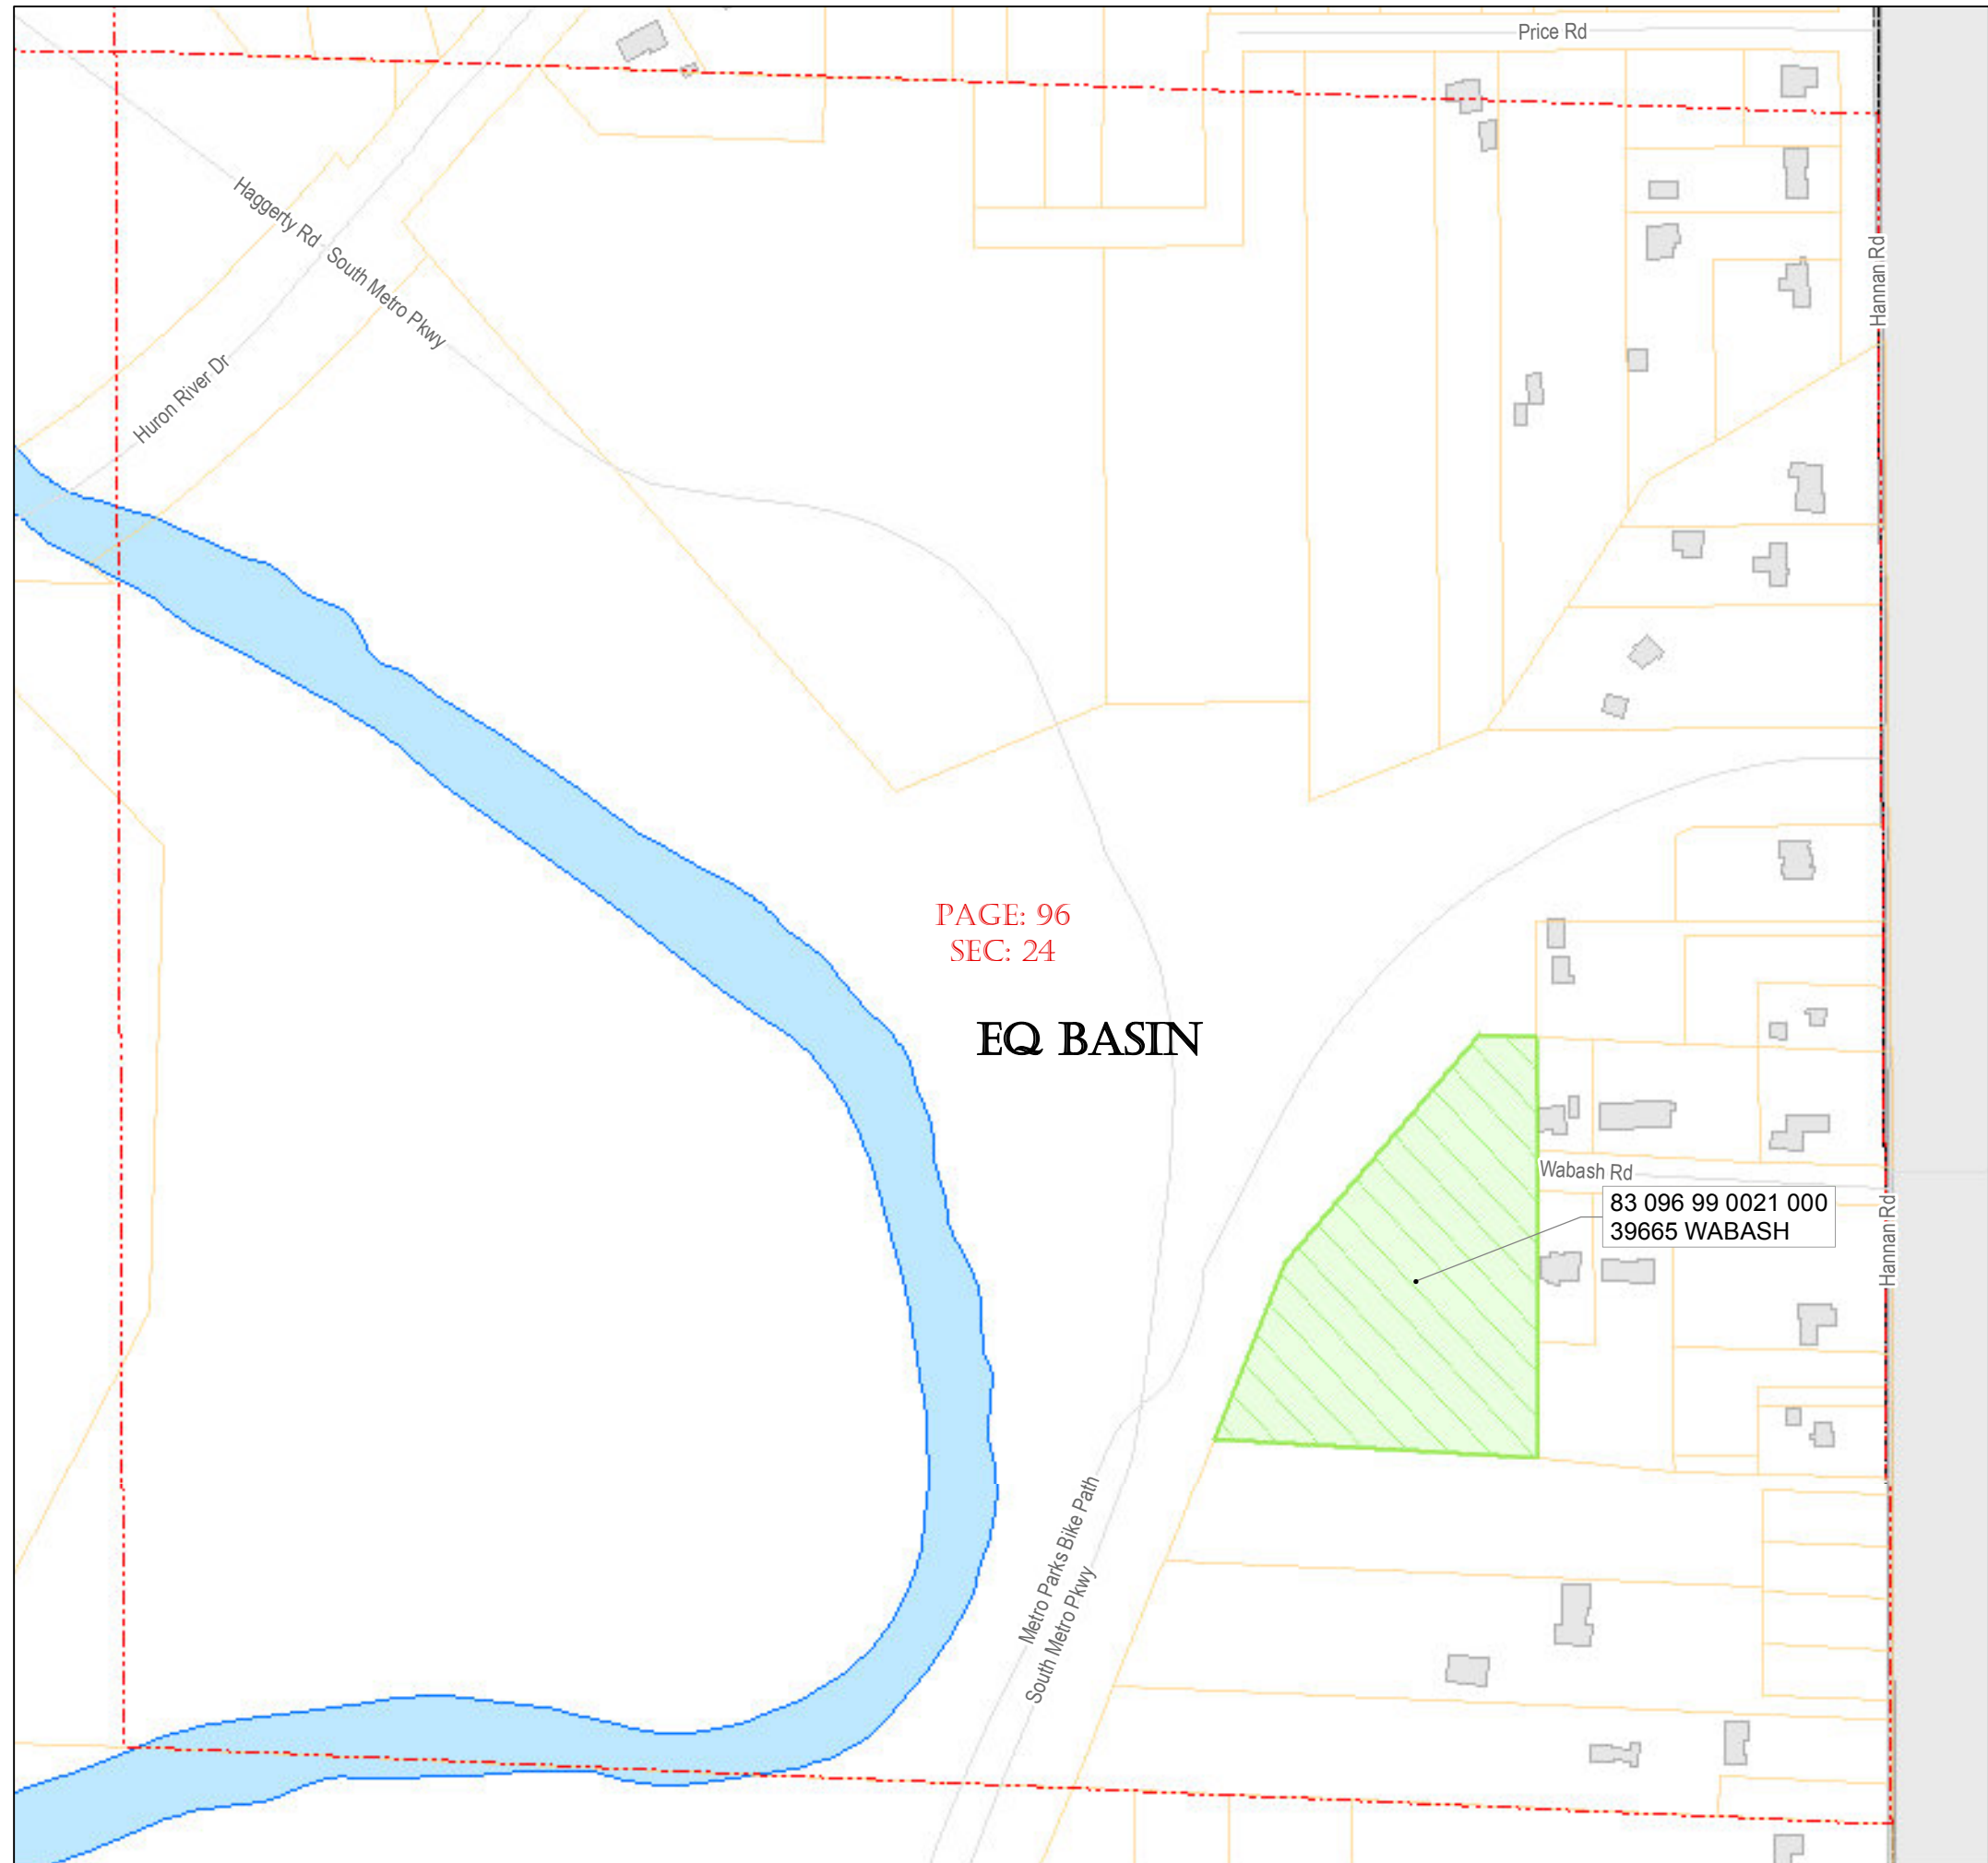 Price Rd
Haggerty Rd
South Metro Pkwy
Hannan Rd
Huron River Dr
PAGE: 96
SEC: 24
EQ BASIN
Wabash Rd
83 096 99 0021 000
39665 WABASH
Hannan Rd
Metro Parks Bike Path
South Metro Pkwy